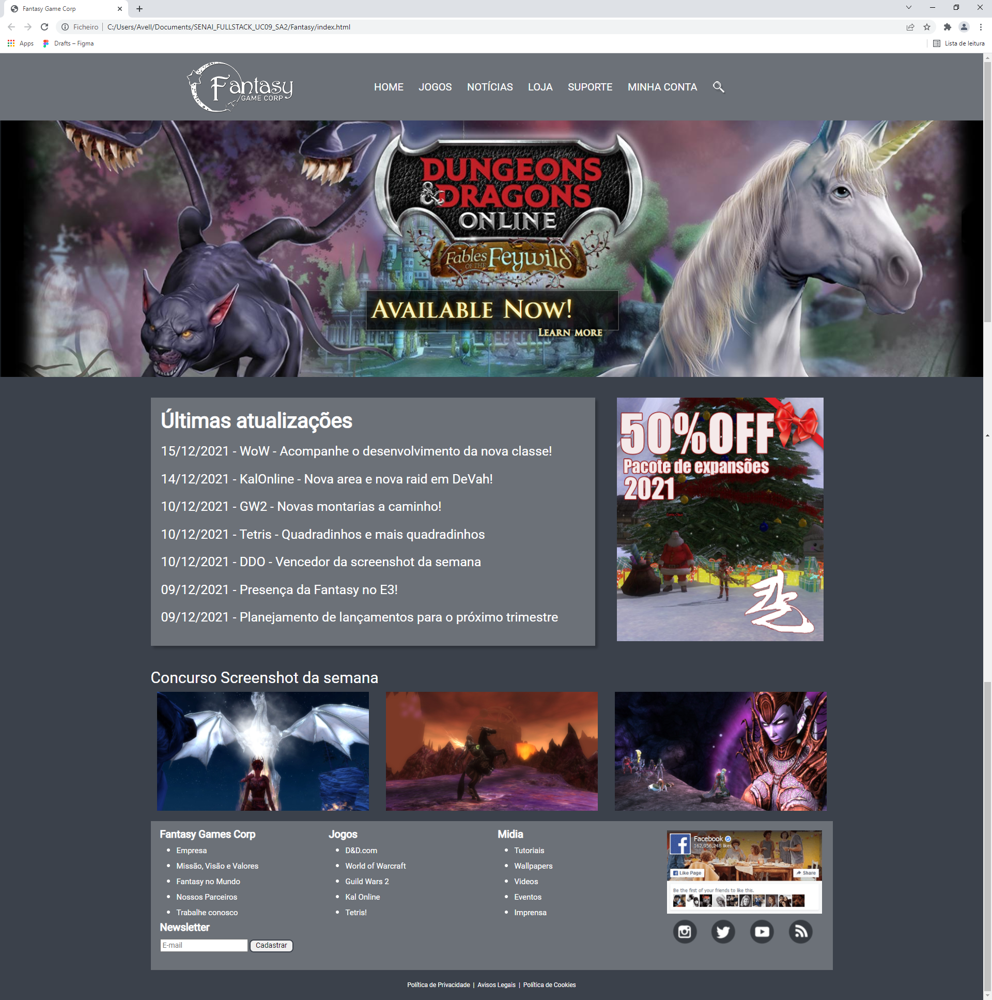 Fantasy Game Corp
Ficheiro
C:/Users/Avell/Documents/SENAI_FULLSTACK_UC09_SA2/Fantasy/index.html
Apps
Drafts – Figma
Lista de leitura
Fantasy
GAME CORP
HOME
JOGOS
NOTÍCIAS
LOJA
SUPORTE
MINHA CONTA
DUNGEONS
& DRAGONS
ONLINE
Fables
OF THE Feywild
Available Now!
Learn more
Últimas atualizações
15/12/2021 - WoW - Acompanhe o desenvolvimento da nova classe!
14/12/2021 - KalOnline - Nova area e nova raid em DeVah!
10/12/2021 - GW2 - Novas montarias a caminho!
10/12/2021 - Tetris - Quadradinhos e mais quadradinhos
10/12/2021 - DDO - Vencedor da screenshot da semana
09/12/2021 - Presença da Fantasy no E3!
09/12/2021 - Planejamento de lançamentos para o próximo trimestre
50%OFF
Pacote de expansões
2021
Concurso Screenshot da semana
Fantasy Games Corp
Empresa
Missão, Visão e Valores
Fantasy no Mundo
Nossos Parceiros
Trabalhe conosco
Jogos
D&D.com
World of Warcraft
Guild Wars 2
Kal Online
Tetris!
Midia
Tutoriais
Wallpapers
Videos
Eventos
Imprensa
Facebook
162,956,248 likes
Like Page
Share
Be the first of your friends to like this.
Newsletter
E-mail
Cadastrar
Política de Privacidade | Avisos Legais | Política de Cookies